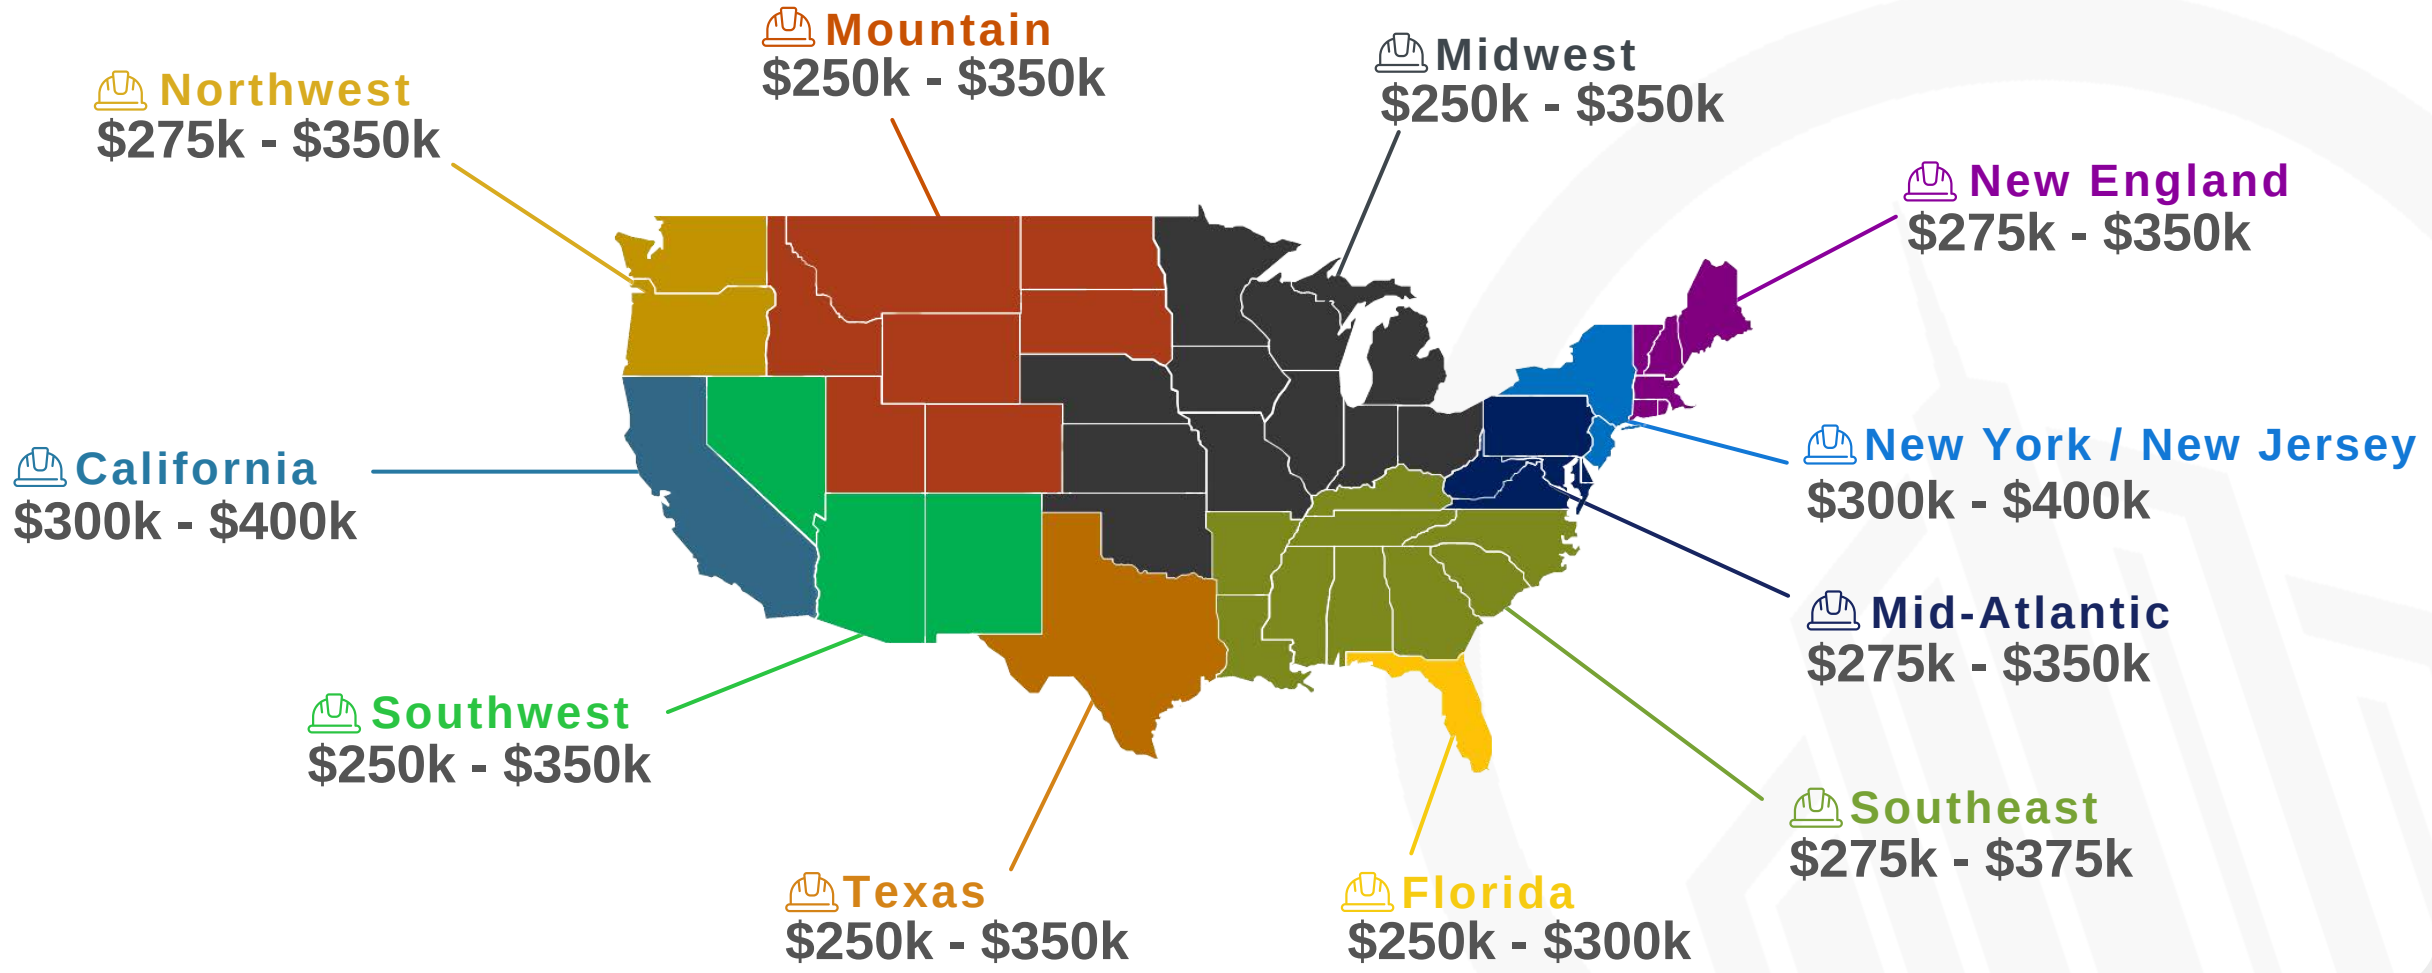 Mountain
$250k - $350k
Midwest
$250k - $350k
Northwest
$275k - $350k
New England
$275k - $350k
California
$300k - $400k
New York / New Jersey
$300k - $400k
Mid-Atlantic
$275k - $350k
Southwest
$250k - $350k
Southeast
$275k - $375k
Texas
$250k - $350k
Florida
$250k - $300k